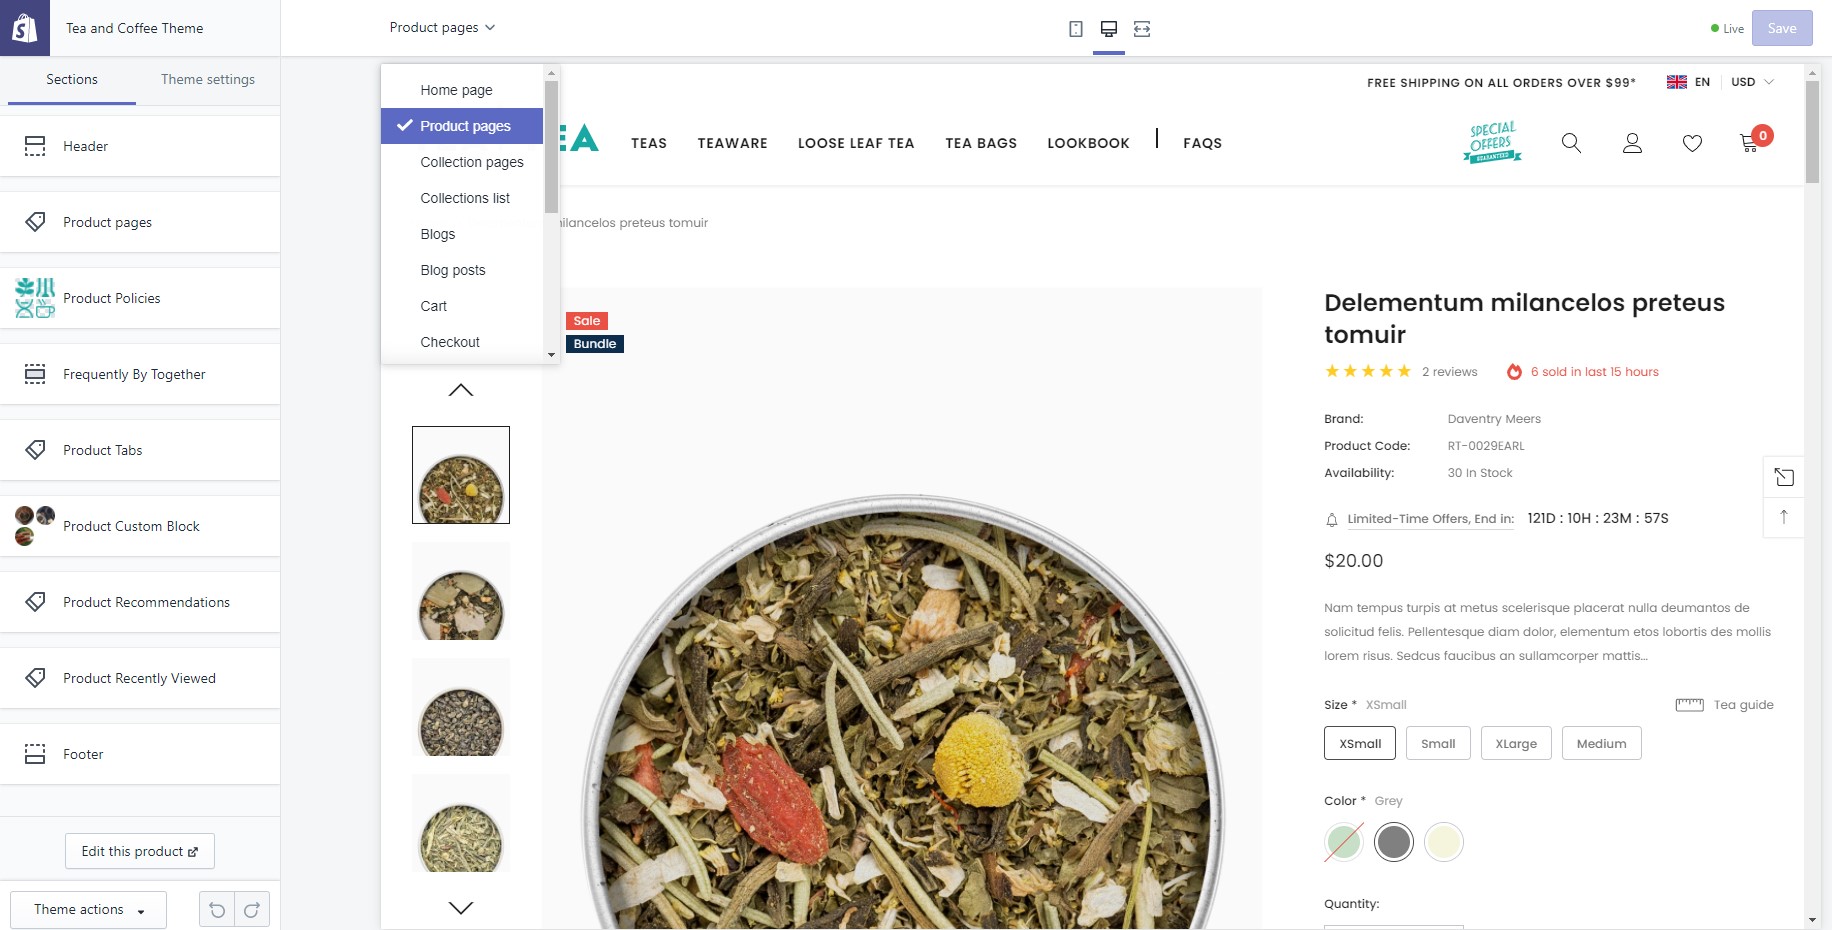 Tea and Coffee Theme
Product pages
Live
Save
Sections
Theme settings
Header
Product pages
Product Policies
Frequently By Together
Product Tabs
Product Custom Block
Product Recommendations
Product Recently Viewed
Footer
Edit this product
Theme actions
Home page
Product pages
Collection pages
Collections list
Blogs
Blog posts
Cart
Checkout
FREE SHIPPING ON ALL ORDERS OVER $99*
EN
USD
EA
TEAS
TEAWARE
LOOSE LEAF TEA
TEA BAGS
LOOKBOOK
FAQS
SPECIAL
OFFERS
GUARANTEED
0
milancelos preteus tomuir
Sale
Bundle
Delementum milancelos preteus
tomuir
2 reviews
6 sold in last 15 hours
Brand: Daventry Meers
Product Code: RT-0029EARL
Availability: 30 In Stock
Limited-Time Offers, End in: 121D : 10H : 23M : 57S
$20.00
Nam tempus turpis at metus scelerisque placerat nulla deumantos de
solicitud felis. Pellentesque diam dolor, elementum etos lobortis des mollis
lorem risus. Sedcus faucibus an sullamcorper mattis...
Size * XSmall
Tea guide
XSmall
Small
XLarge
Medium
Color * Grey
Quantity: